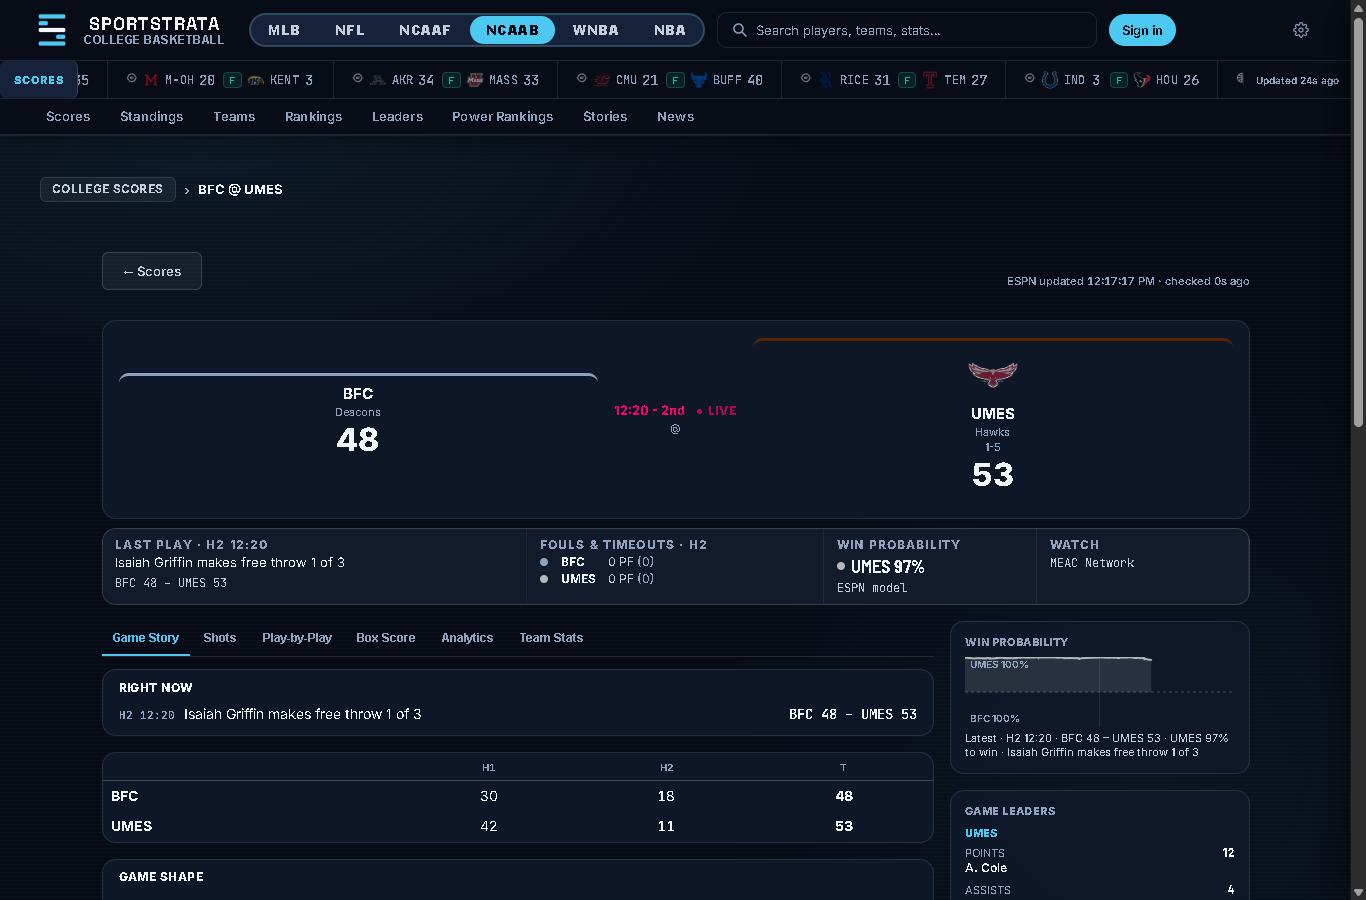 SPORTSTRATA
COLLEGE BASKETBALL
MLB NFL NCAAF NCAAB WNBA NBA
Search players, teams, stats...
Sign in
SCORES
35
M-OH 20 F KENT 3
AKR 34 F MASS 33
CMU 21 F BUFF 40
RICE 31 F TEM 27
IND 3 F HOU 26
Updated 24s ago
Scores Standings Teams Rankings Leaders Power Rankings Stories News
COLLEGE SCORES › BFC @ UMES
← Scores
ESPN updated 12:17:17 PM · checked 0s ago
BFC
Deacons
48
12:20 - 2nd • LIVE
@
UMES
Hawks
1-5
53
LAST PLAY · H2 12:20
Isaiah Griffin makes free throw 1 of 3
BFC 48 – UMES 53
FOULS & TIMEOUTS · H2
BFC 0 PF (0)
UMES 0 PF (0)
WIN PROBABILITY
UMES 97%
ESPN model
WATCH
MEAC Network
Game Story Shots Play-by-Play Box Score Analytics Team Stats
RIGHT NOW
H2 12:20 Isaiah Griffin makes free throw 1 of 3 BFC 48 – UMES 53
H1 H2 T
BFC 30 18 48
UMES 42 11 53
GAME SHAPE
WIN PROBABILITY
UMES 100%
BFC 100%
Latest · H2 12:20 · BFC 48 – UMES 53 · UMES 97%
to win · Isaiah Griffin makes free throw 1 of 3
GAME LEADERS
UMES
POINTS 12
A. Cole
ASSISTS 4